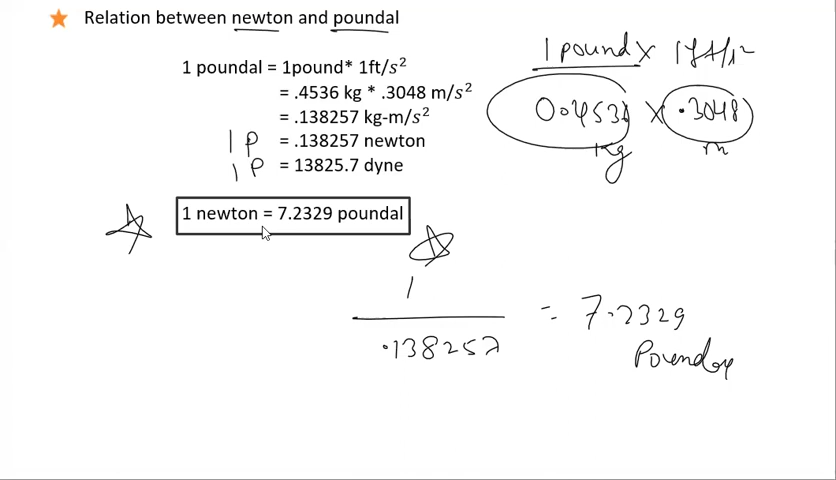 Relation between newton and poundal
1 pound x 1ft/s²
1 poundal = 1pound* 1ft/s²
= .4536 kg * .3048 m/s²
0.4536 x .3048
kg m
= .138257 kg-m/s²
1 P = .138257 newton
1 P = 13825.7 dyne
1 newton = 7.2329 poundal
1
= 7.2329
.138257
Poundal